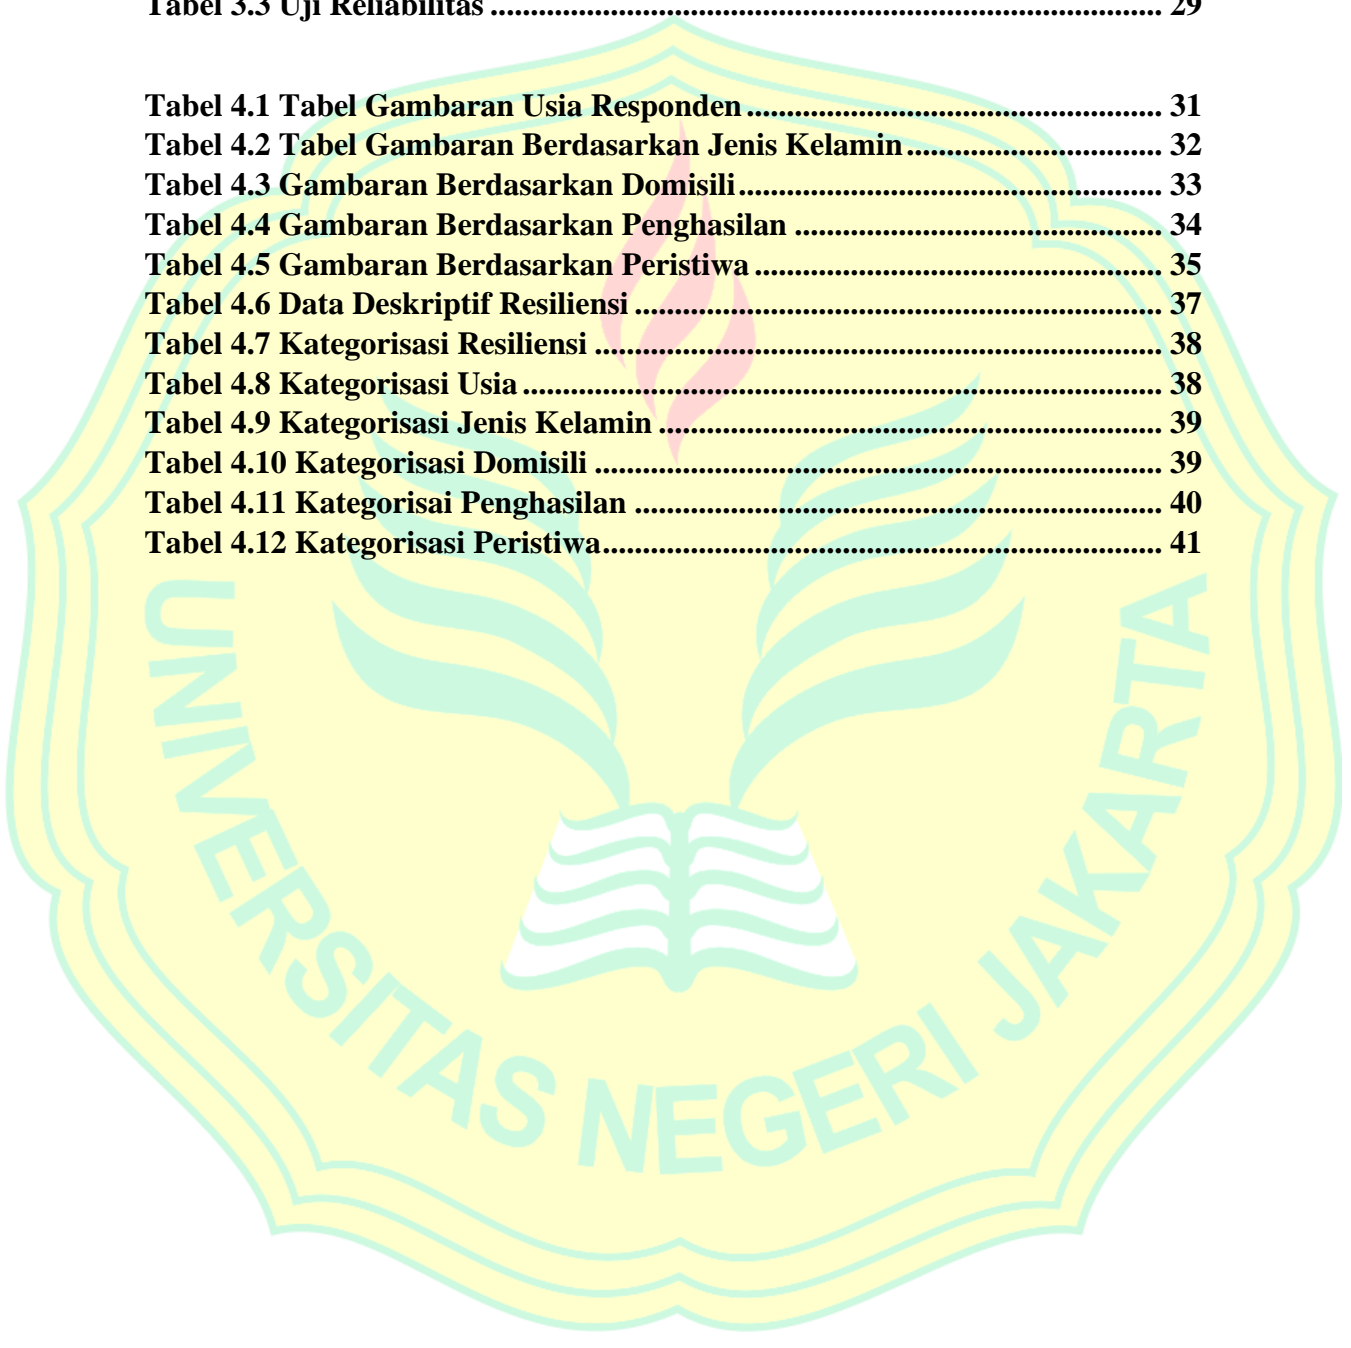 Tabel 3.3 Uji Reliabilitas ........................................................................ 29
Tabel 4.1 Tabel Gambaran Usia Responden ........................................................ 31
Tabel 4.2 Tabel Gambaran Berdasarkan Jenis Kelamin ........................................................ 32
Tabel 4.3 Gambaran Berdasarkan Domisili ........................................................ 33
Tabel 4.4 Gambaran Berdasarkan Penghasilan ........................................................ 34
Tabel 4.5 Gambaran Berdasarkan Peristiwa ........................................................ 35
Tabel 4.6 Data Deskriptif Resiliensi ........................................................ 37
Tabel 4.7 Kategorisasi Resiliensi ........................................................ 38
Tabel 4.8 Kategorisasi Usia ........................................................ 38
Tabel 4.9 Kategorisasi Jenis Kelamin ........................................................ 39
Tabel 4.10 Kategorisasi Domisili ........................................................ 39
Tabel 4.11 Kategorisai Penghasilan ........................................................ 40
Tabel 4.12 Kategorisasi Peristiwa ........................................................ 41
UNIVERSITAS NEGERI JAKARTA